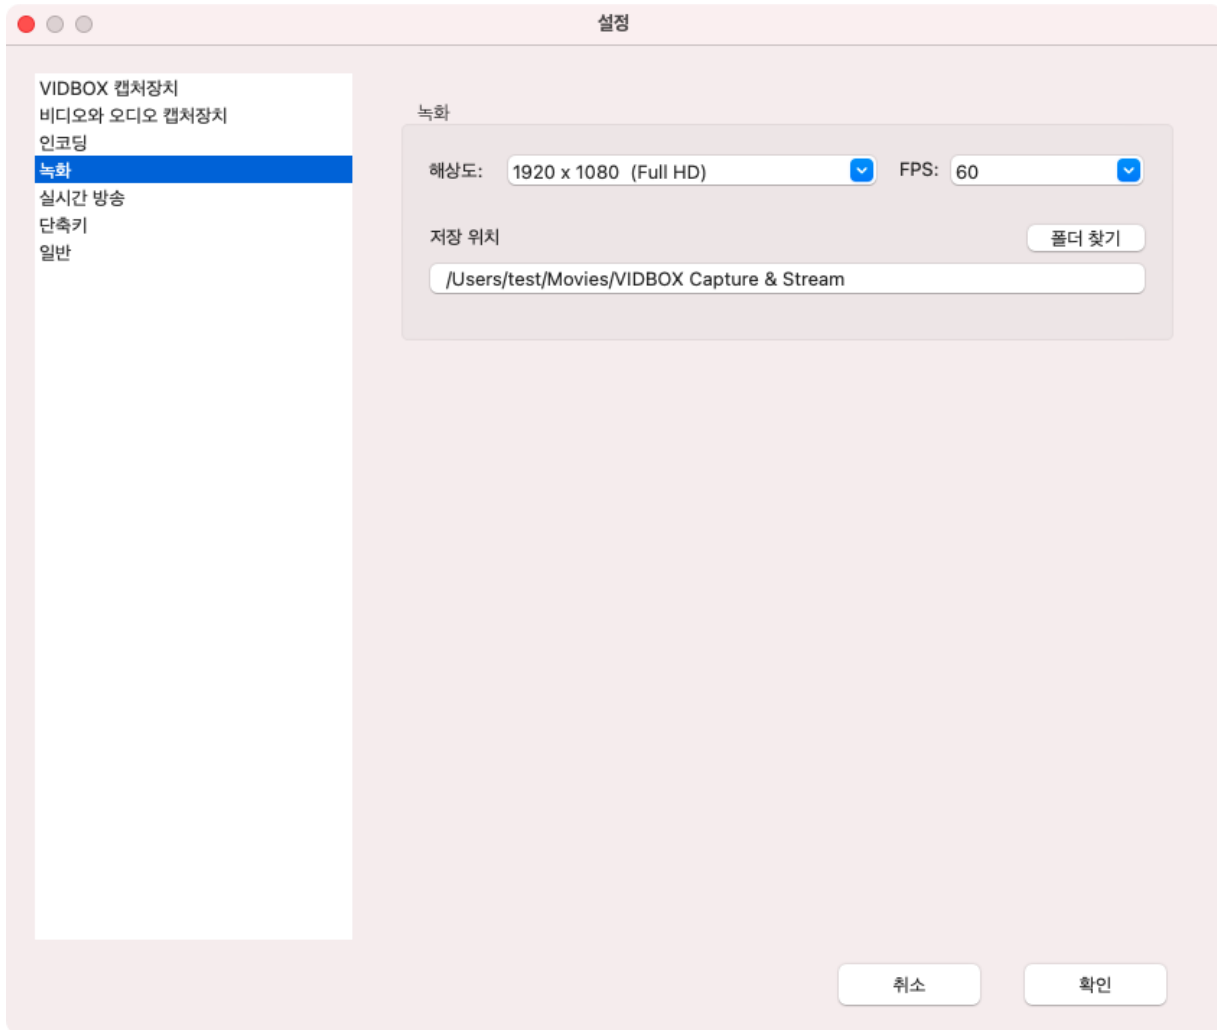 설정
VIDBOX 캡처장치
비디오와 오디오 캡처장치
인코딩
녹화
실시간 방송
단축키
일반
녹화
해상도: 1920 x 1080 (Full HD) FPS: 60
저장 위치 폴더 찾기
/Users/test/Movies/VIDBOX Capture & Stream
취소 확인